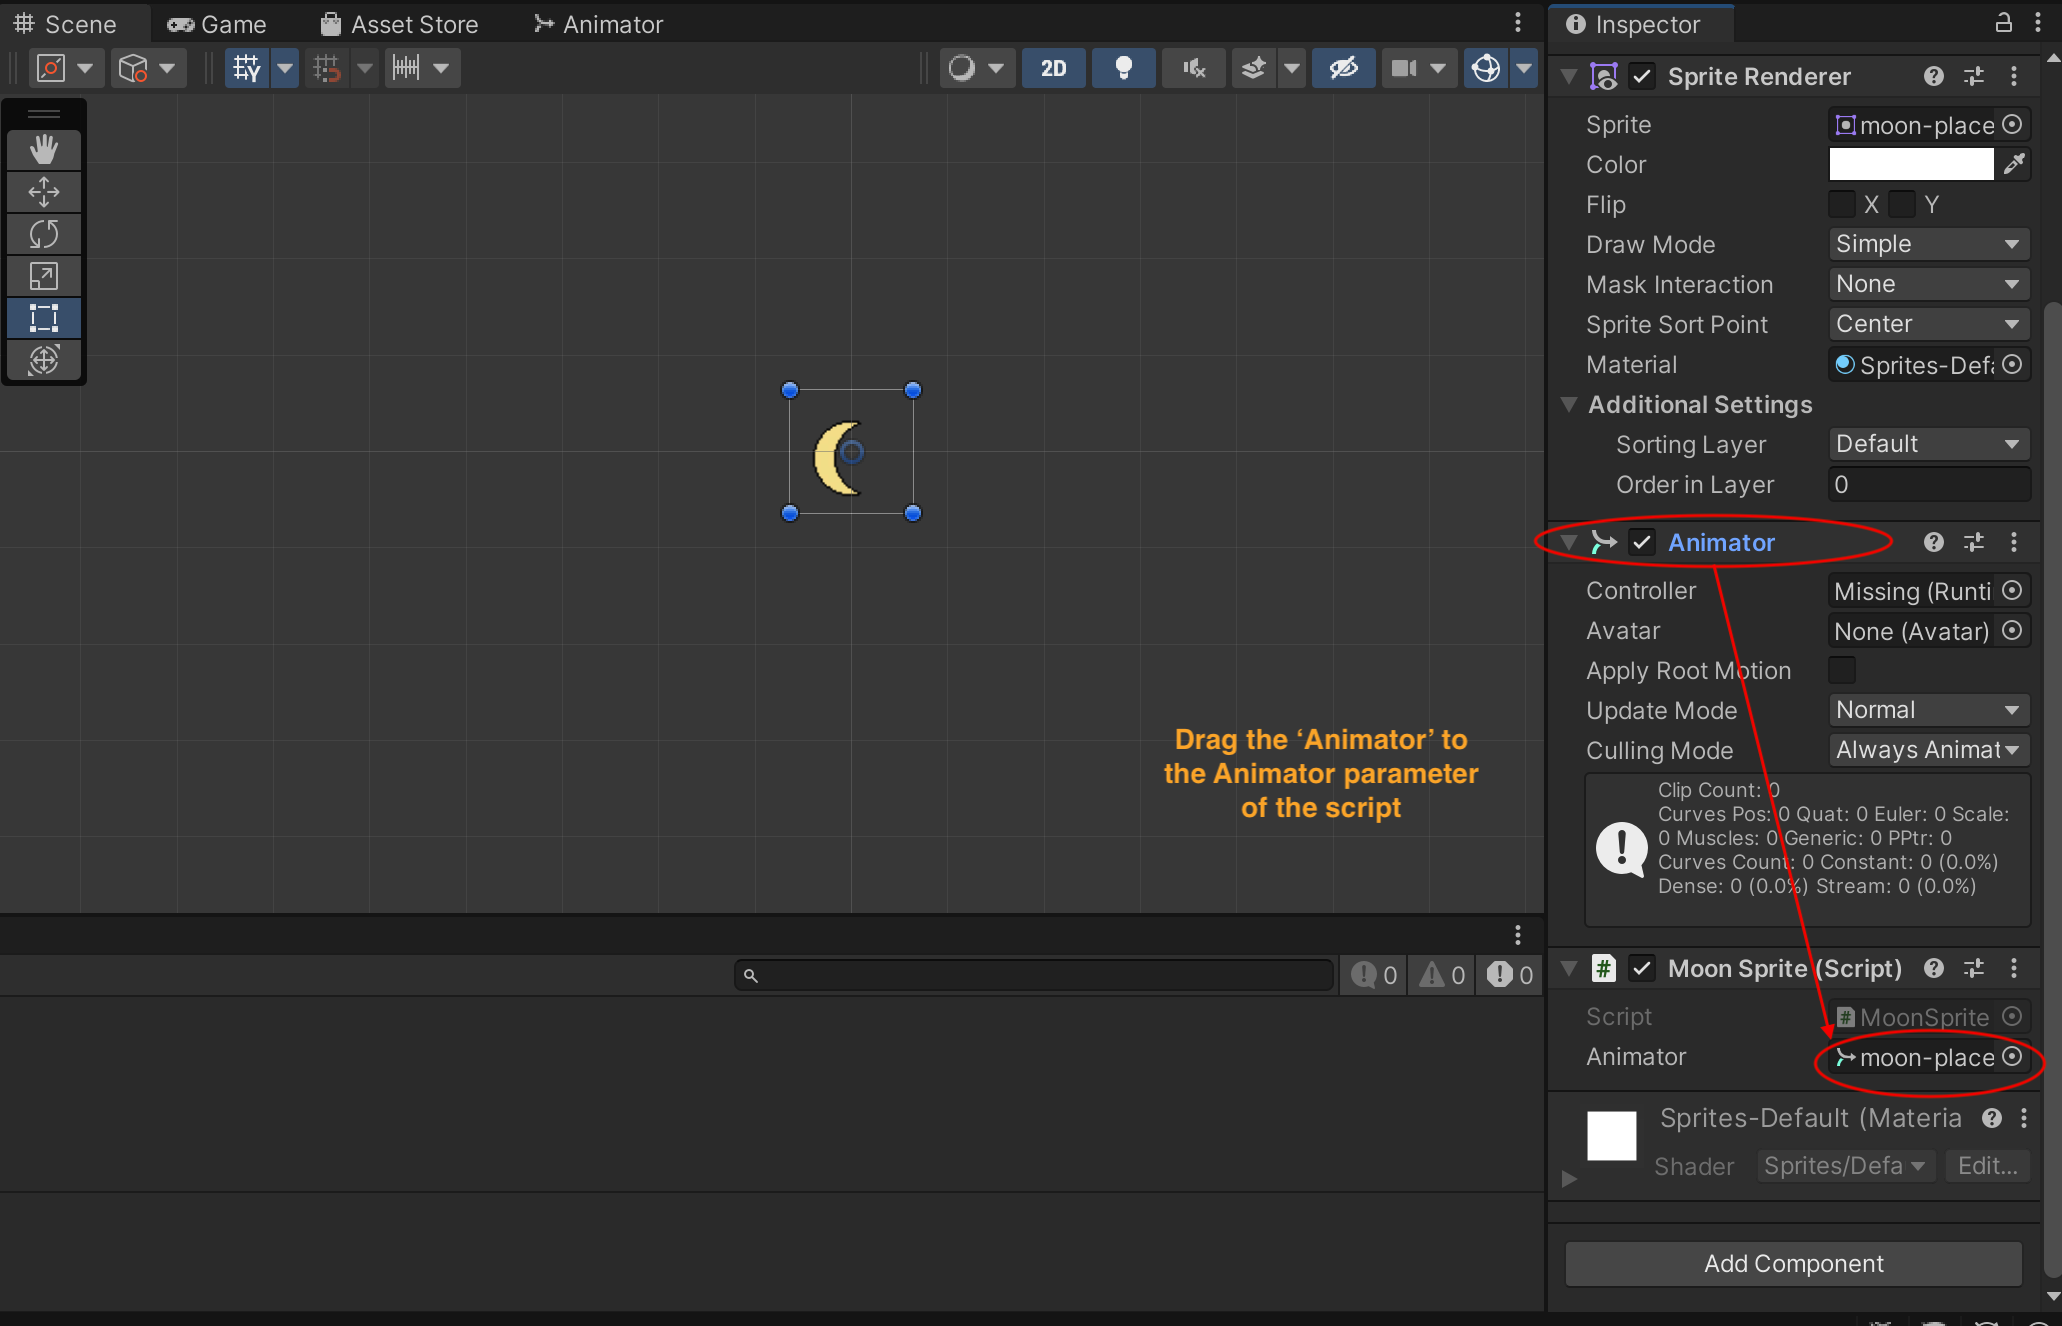 Scene
Game
Asset Store
Animator
Inspector
2D
Sprite Renderer
Sprite
moon-place
Color
Flip
X
Y
Draw Mode
Simple
Mask Interaction
None
Sprite Sort Point
Center
Material
Sprites-Defa
Additional Settings
Sorting Layer
Default
Order in Layer
0
Animator
Controller
Missing (Runti
Avatar
None (Avatar)
Apply Root Motion
Update Mode
Normal
Culling Mode
Always Animat
Clip Count: 0
Curves Pos: 0 Quat: 0 Euler: 0 Scale:
0 Muscles: 0 Generic: 0 PPtr: 0
Curves Count: 0 Constant: 0 (0.0%)
Dense: 0 (0.0%) Stream: 0 (0.0%)
Drag the ‘Animator’ to
the Animator parameter
of the script
0
0
0
Moon Sprite (Script)
Script
MoonSprite
Animator
moon-place
Sprites-Default (Materia
Shader
Sprites/Defa
Edit...
Add Component